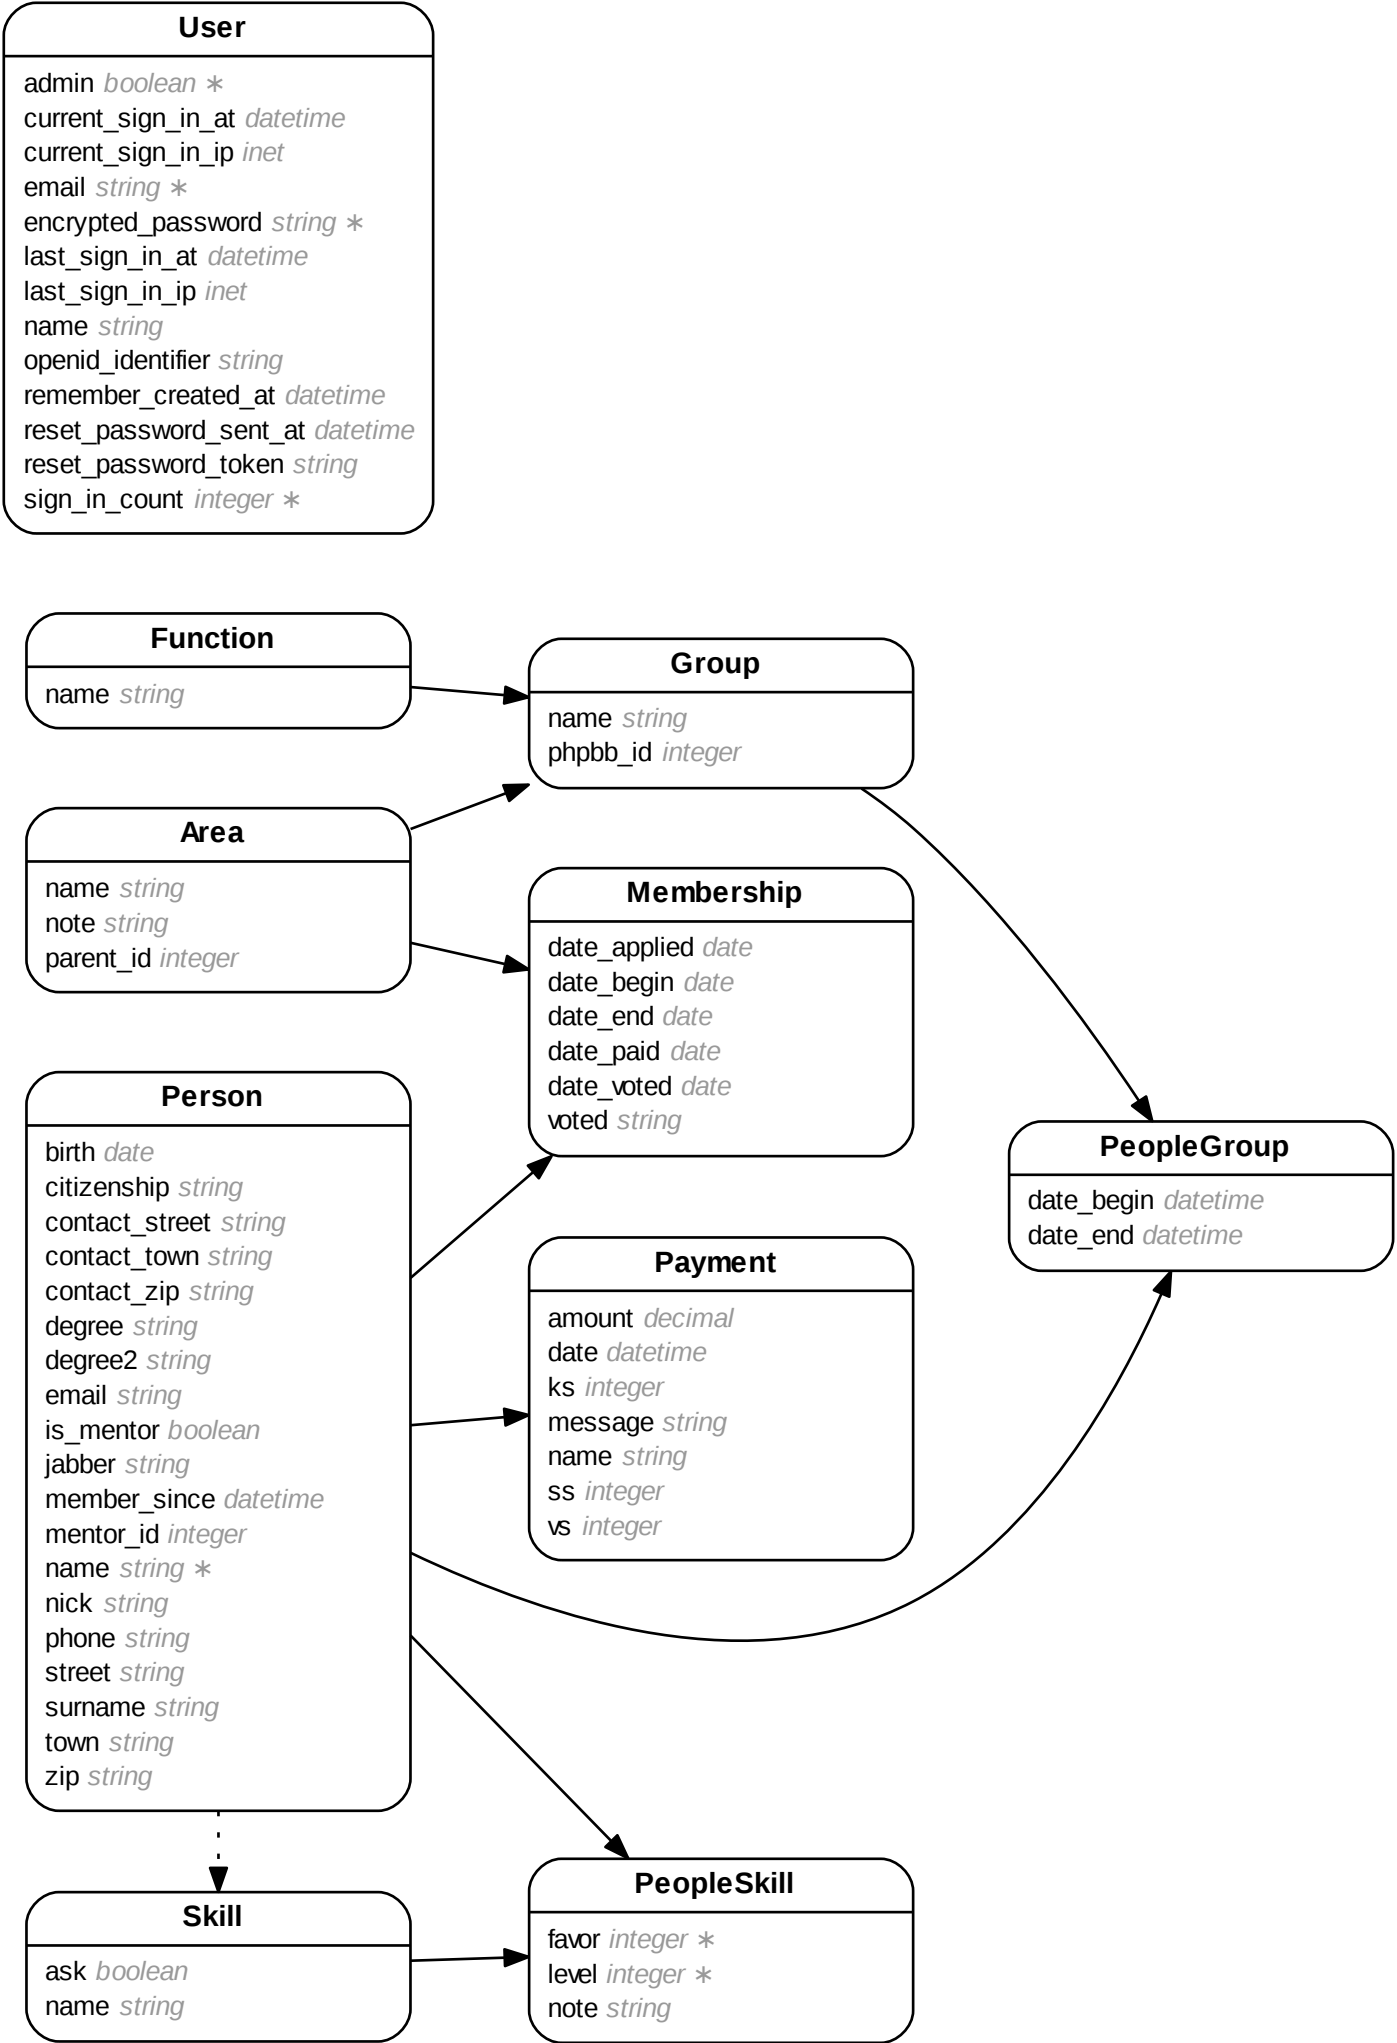 User
admin boolean ∗
current_sign_in_at datetime
current_sign_in_ip inet
email string ∗
encrypted_password string ∗
last_sign_in_at datetime
last_sign_in_ip inet
name string
openid_identifier string
remember_created_at datetime
reset_password_sent_at datetime
reset_password_token string
sign_in_count integer ∗
Function
name string
Group
name string
phpbb_id integer
Area
name string
note string
parent_id integer
Membership
date_applied date
date_begin date
date_end date
date_paid date
date_voted date
voted string
Person
birth date
citizenship string
contact_street string
contact_town string
contact_zip string
degree string
degree2 string
email string
is_mentor boolean
jabber string
member_since datetime
mentor_id integer
name string ∗
nick string
phone string
street string
surname string
town string
zip string
PeopleGroup
date_begin datetime
date_end datetime
Payment
amount decimal
date datetime
ks integer
message string
name string
ss integer
vs integer
Skill
ask boolean
name string
PeopleSkill
favor integer ∗
level integer ∗
note string